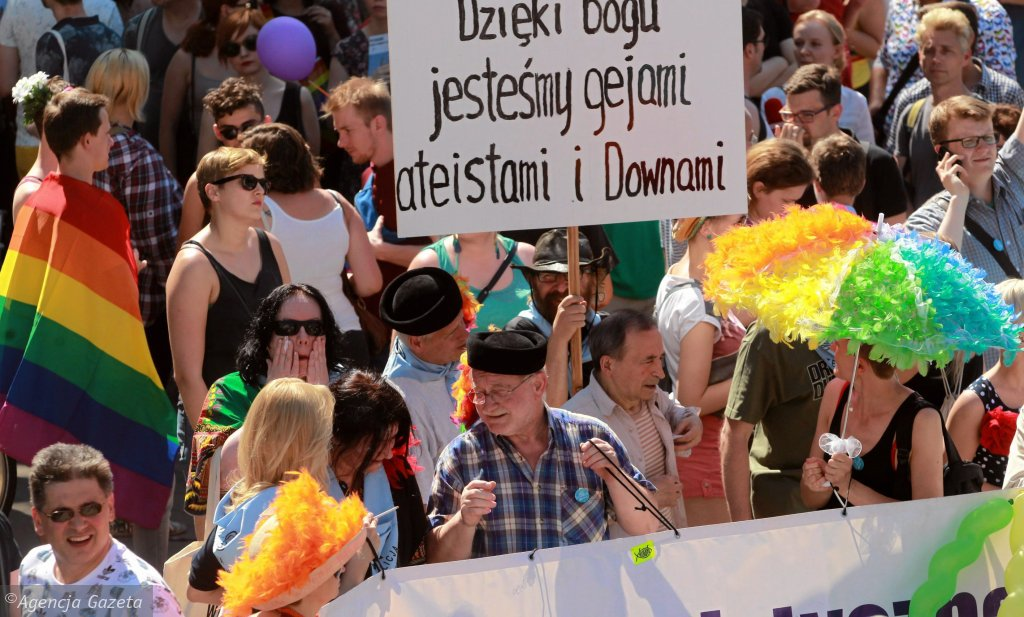 Dzięki bogu
jesteśmy gejami
ateistami i Downami
©Agencja Gazeta